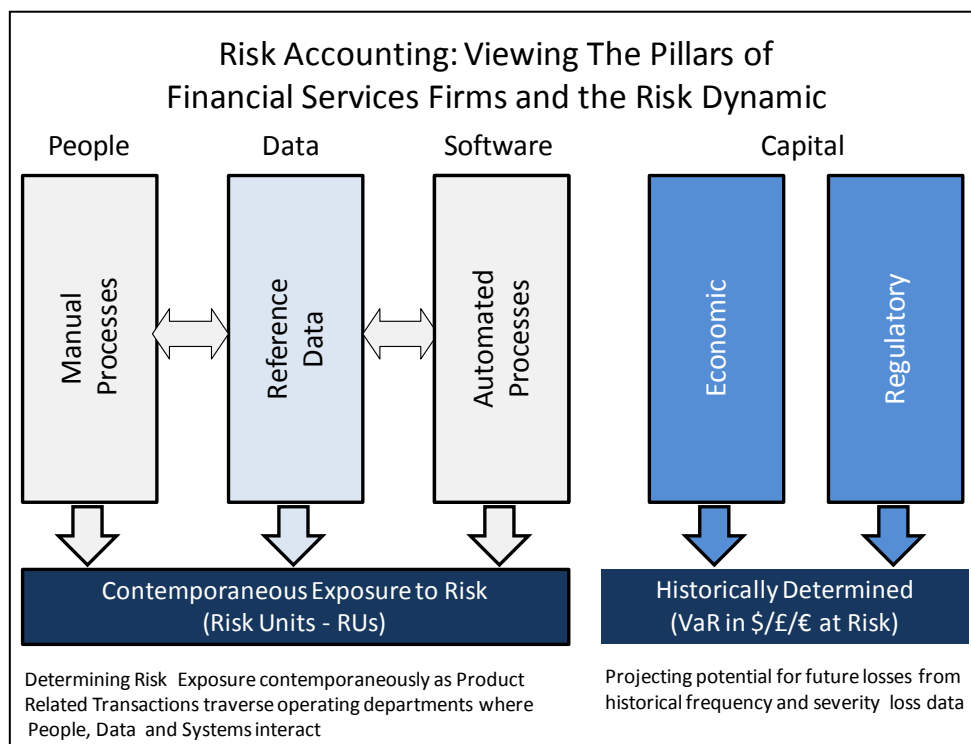 Risk Accounting: Viewing The Pillars of
Financial Services Firms and the Risk Dynamic
People
Data
Software
Capital
Manual
Processes
Reference
Data
Automated
Processes
Economic
Regulatory
Contemporaneous Exposure to Risk
(Risk Units - RUs)
Historically Determined
(VaR in $/£/€ at Risk)
Determining Risk Exposure contemporaneously as Product
Related Transactions traverse operating departments where
People, Data and Systems interact
Projecting potential for future losses from
historical frequency and severity loss data